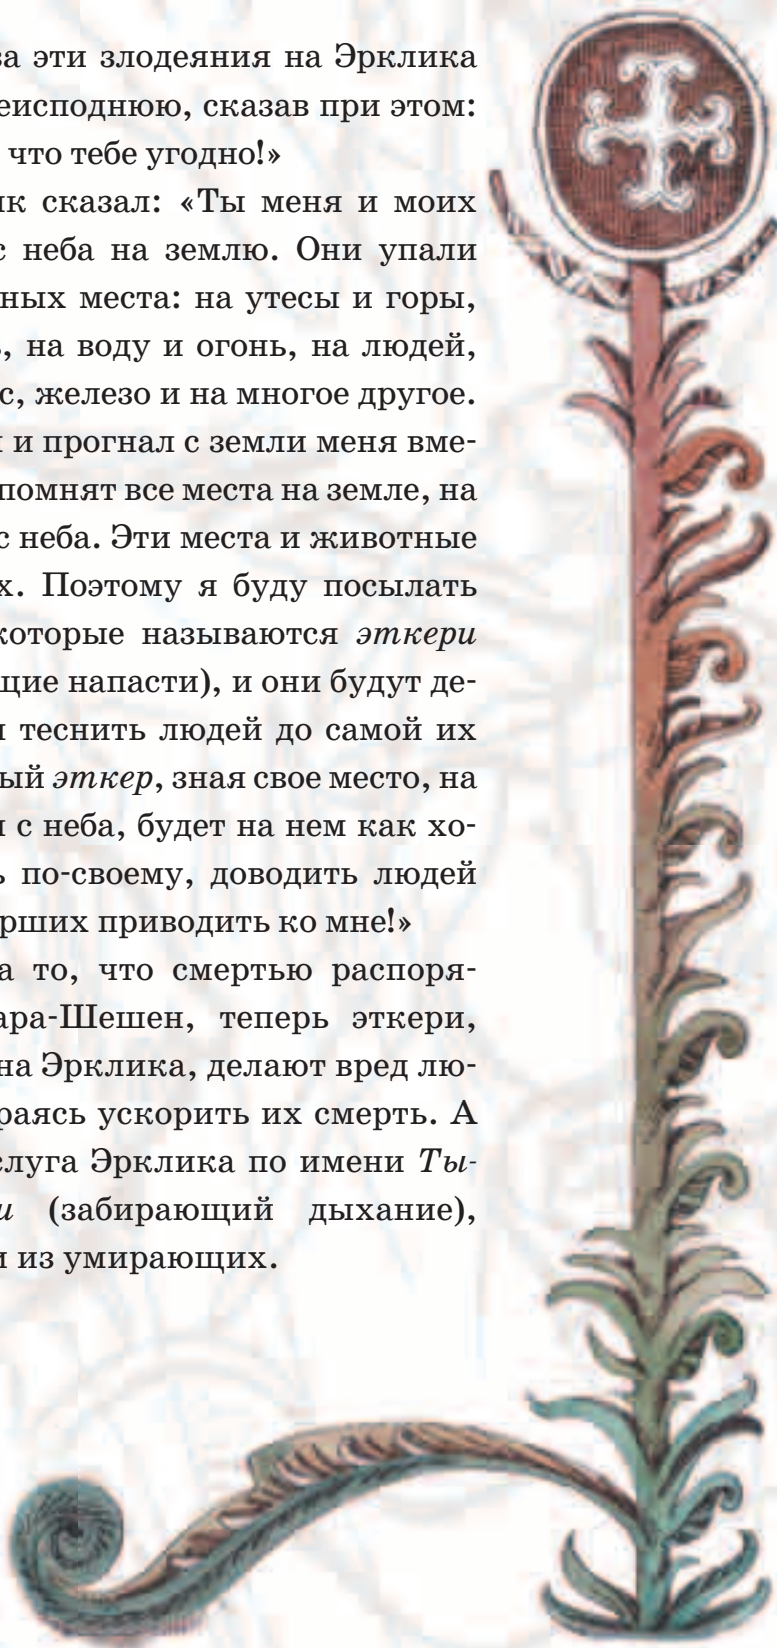 за эти злодеяния на Эрклика
еисподнюю, сказав при этом:
что тебе угодно!»
ик сказал: «Ты меня и моих
с неба на землю. Они упали
ных места: на утесы и горы,
, на воду и огонь, на людей,
с, железо и на многое другое.
и прогнал с земли меня вме-
помнят все места на земле, на
с неба. Эти места и животные
х. Поэтому я буду посылать
которые называются эткери
щие напасти), и они будут де-
теснить людей до самой их
ый эткер, зная свое место, на
с неба, будет на нем как хо-
ь по-своему, доводить людей
рших приводить ко мне!»
а то, что смертью распоря-
ара-Шешен, теперь эткери,
на Эрклика, делают вред лю-
раясь ускорить их смерть. А
слуга Эрклика по имени Ты-
и (забирающий дыхание),
и из умирающих.